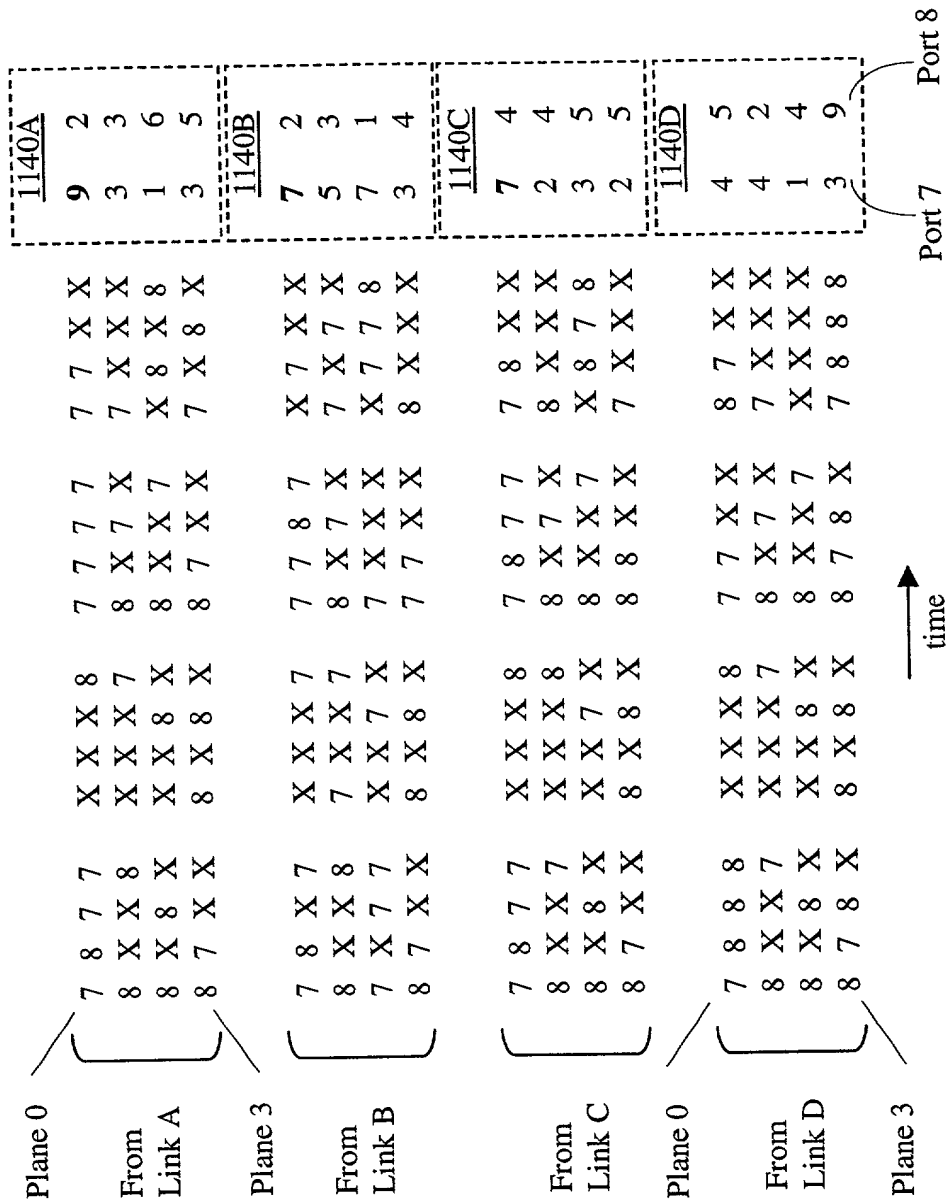 Plane 0
1140A
7 8 7 7 X X X 8 7 7 7 7 7 7 X X 9 2
8 X X 8 X X X 7 8 X 7 X 7 X X X 3 3
From
Link A
8 X 8 X X X 8 X 8 X X 7 X 8 X 8 1 6
8 7 X X 8 X 8 X 8 7 X X 7 X 8 X 3 5
Plane 3
1140B
7 8 X 7 X X X 7 7 7 8 7 X 7 X X 7 2
8 X X 8 7 X X 7 8 X 7 X 7 X 7 X 5 3
From
Link B
7 X 7 7 X X 7 X 7 X X X X 7 7 8 7 1
8 7 X X 8 X 8 X 7 7 X X 8 X X X 3 4
1140C
7 8 7 7 X X X 8 7 8 7 7 7 8 X X 7 4
8 X X 7 X X X 8 8 X 7 X 8 X X X 2 4
From
Link C
8 X 8 X X X 7 X 8 X X 7 X 8 7 8 3 5
8 7 X X 8 X 8 X 8 8 X X 7 X X X 2 5
Plane 0
1140D
7 8 8 8 X X X 8 7 7 X X 8 7 X X 4 5
8 X X 7 X X X 7 8 X 7 X 7 X X X 4 2
From
Link D
8 X 8 X X X 8 X 8 X X 7 X X X X 1 4
8 7 8 X 8 X 8 X 8 7 8 X 7 8 8 8 3 9
Plane 3
time
Port 7
Port 8